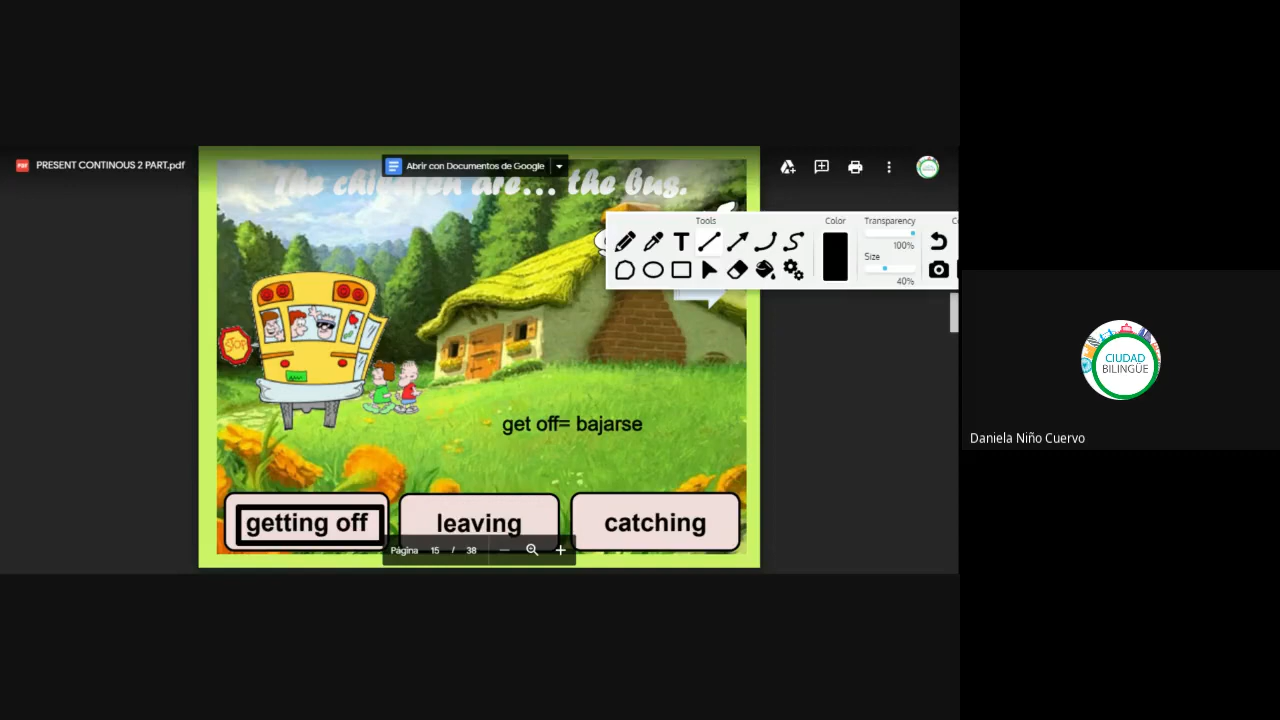 PRESENT CONTINOUS 2 PART.pdf
Abrir con Documentos de Google
The children are... the bus.
Tools
Color
Transparency
100%
Size
40%
STOP
get off= bajarse
getting off
leaving
catching
Página 15 / 38
CIUDAD
BILINGÜE
Daniela Niño Cuervo